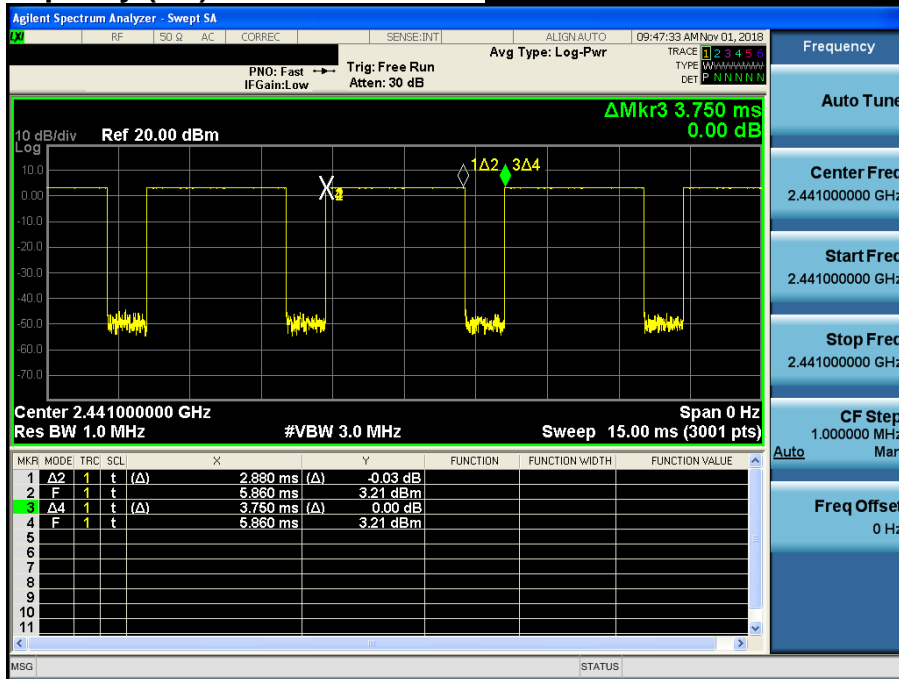 Agilent Spectrum Analyzer - Swept SA
LXI RF 50 Ω AC CORREC SENSE:INT ALIGN AUTO 09:47:33 AM Nov 01, 2018
PNO: Fast Trig: Free Run Avg Type: Log-Pwr TRACE 1 2 3 4 5 6
IFGain:Low Atten: 30 dB TYPE W
DET P N N N N N
ΔMkr3 3.750 ms
0.00 dB
10 dB/div Ref 20.00 dBm
Log
1Δ2 3Δ4
X
10.0
0.00
-10.0
-20.0
-30.0
-40.0
-50.0
-60.0
-70.0
Center 2.441000000 GHz Span 0 Hz
Res BW 1.0 MHz #VBW 3.0 MHz Sweep 15.00 ms (3001 pts)
MKR MODE TRC SCL X Y FUNCTION FUNCTION WIDTH FUNCTION VALUE
1 Δ2 1 t (Δ) 2.880 ms (Δ) -0.03 dB
2 F 1 t 5.860 ms 3.21 dBm
3 Δ4 1 t (Δ) 3.750 ms (Δ) 0.00 dB
4 F 1 t 5.860 ms 3.21 dBm
5
6
7
8
9
10
11
MSG STATUS
Frequency
Auto Tune
Center Freq
2.441000000 GHz
Start Freq
2.441000000 GHz
Stop Freq
2.441000000 GHz
CF Step
1.000000 MHz
Auto Man
Freq Offset
0 Hz